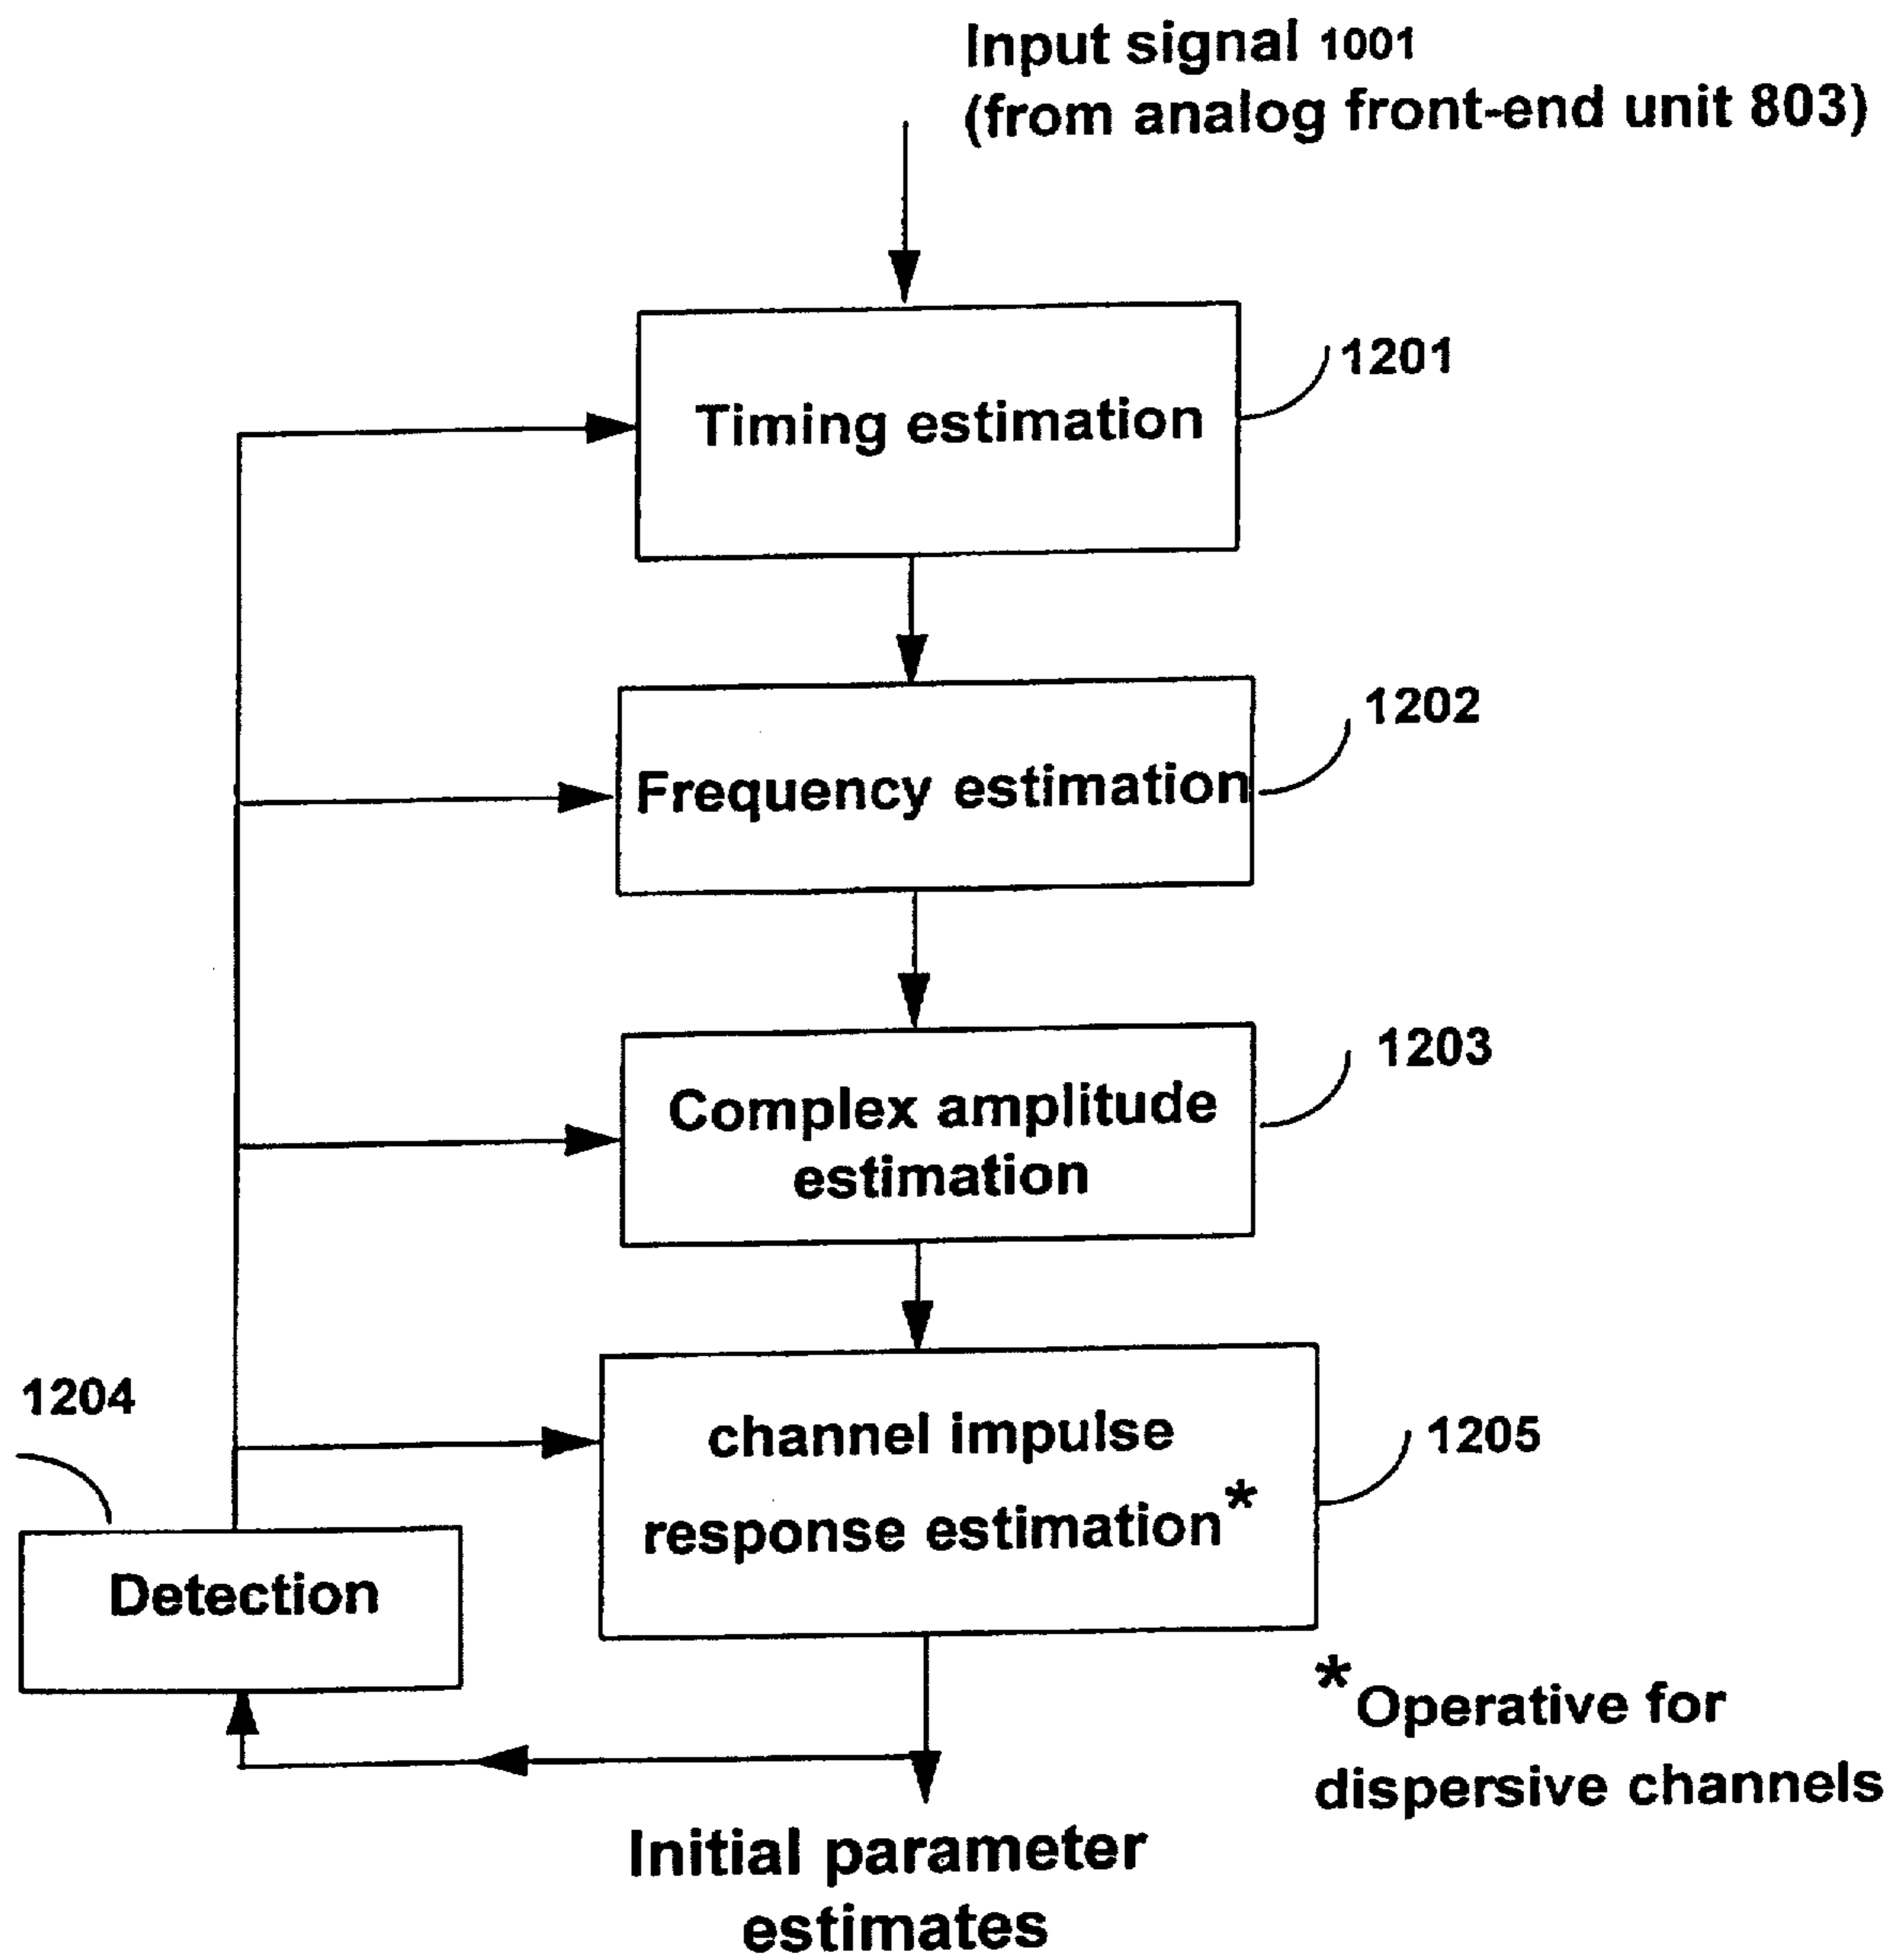 Input signal 1001
(from analog front-end unit 803)
1201
Timing estimation
1202
Frequency estimation
1203
Complex amplitude
estimation
1204
channel impulse
response estimation*
1205
Detection
*Operative for
dispersive channels
Initial parameter
estimates